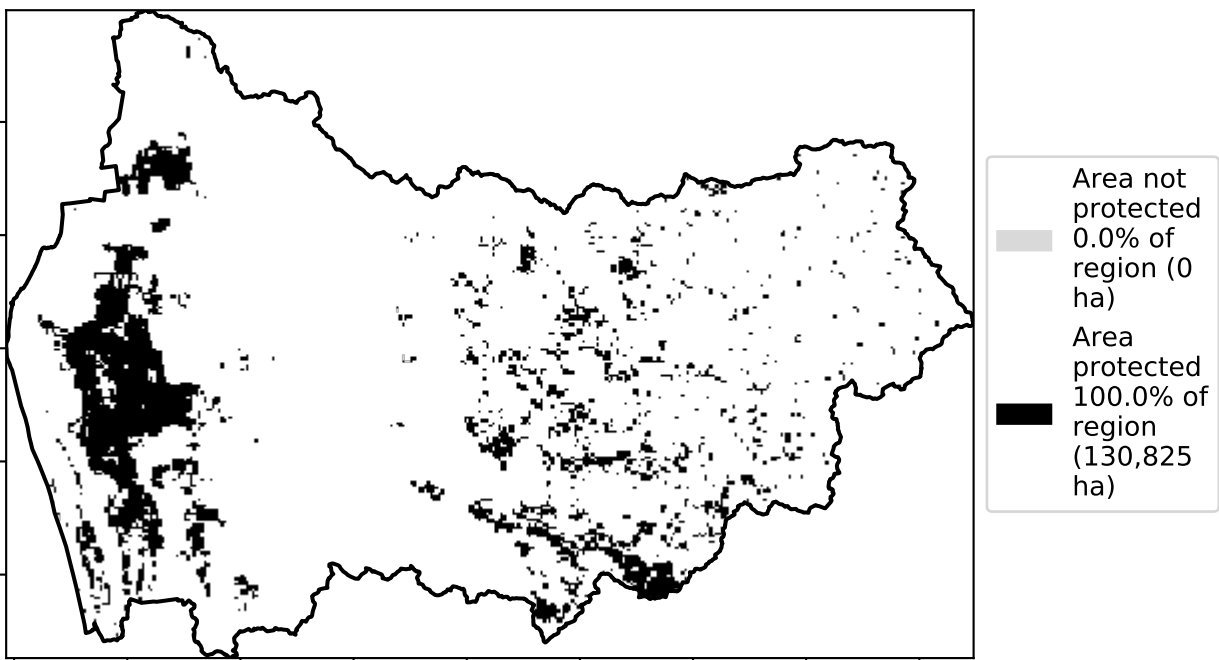 Area not
protected
0.0% of
region (0
ha)
Area
protected
100.0% of
region
(130,825
ha)